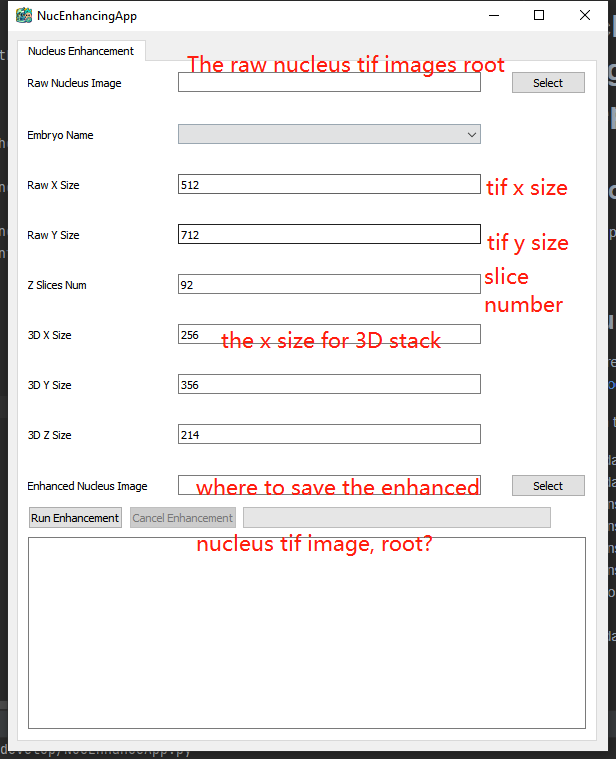 NucEnhancingApp
Nucleus Enhancement
The raw nucleus tif images root
Raw Nucleus Image
Select
Embryo Name
Raw X Size
512
tif x size
Raw Y Size
712
tif y size
Z Slices Num
92
slice
number
3D X Size
256
the x size for 3D stack
3D Y Size
356
3D Z Size
214
Enhanced Nucleus Image
where to save the enhanced
Select
Run Enhancement
Cancel Enhancement
nucleus tif image, root?